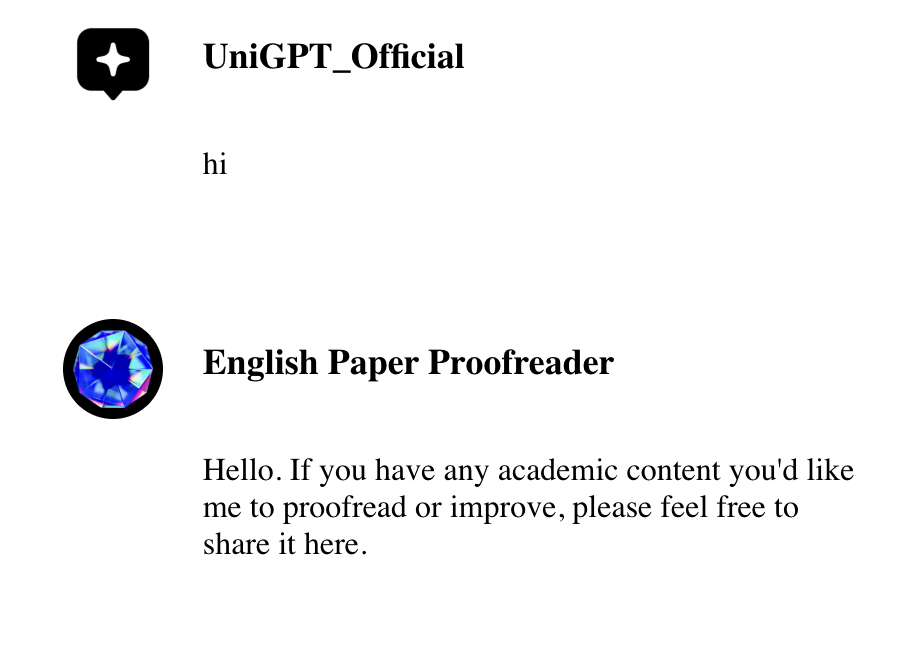 UniGPT_Official
hi
English Paper Proofreader
Hello. If you have any academic content you'd like
me to proofread or improve, please feel free to
share it here.